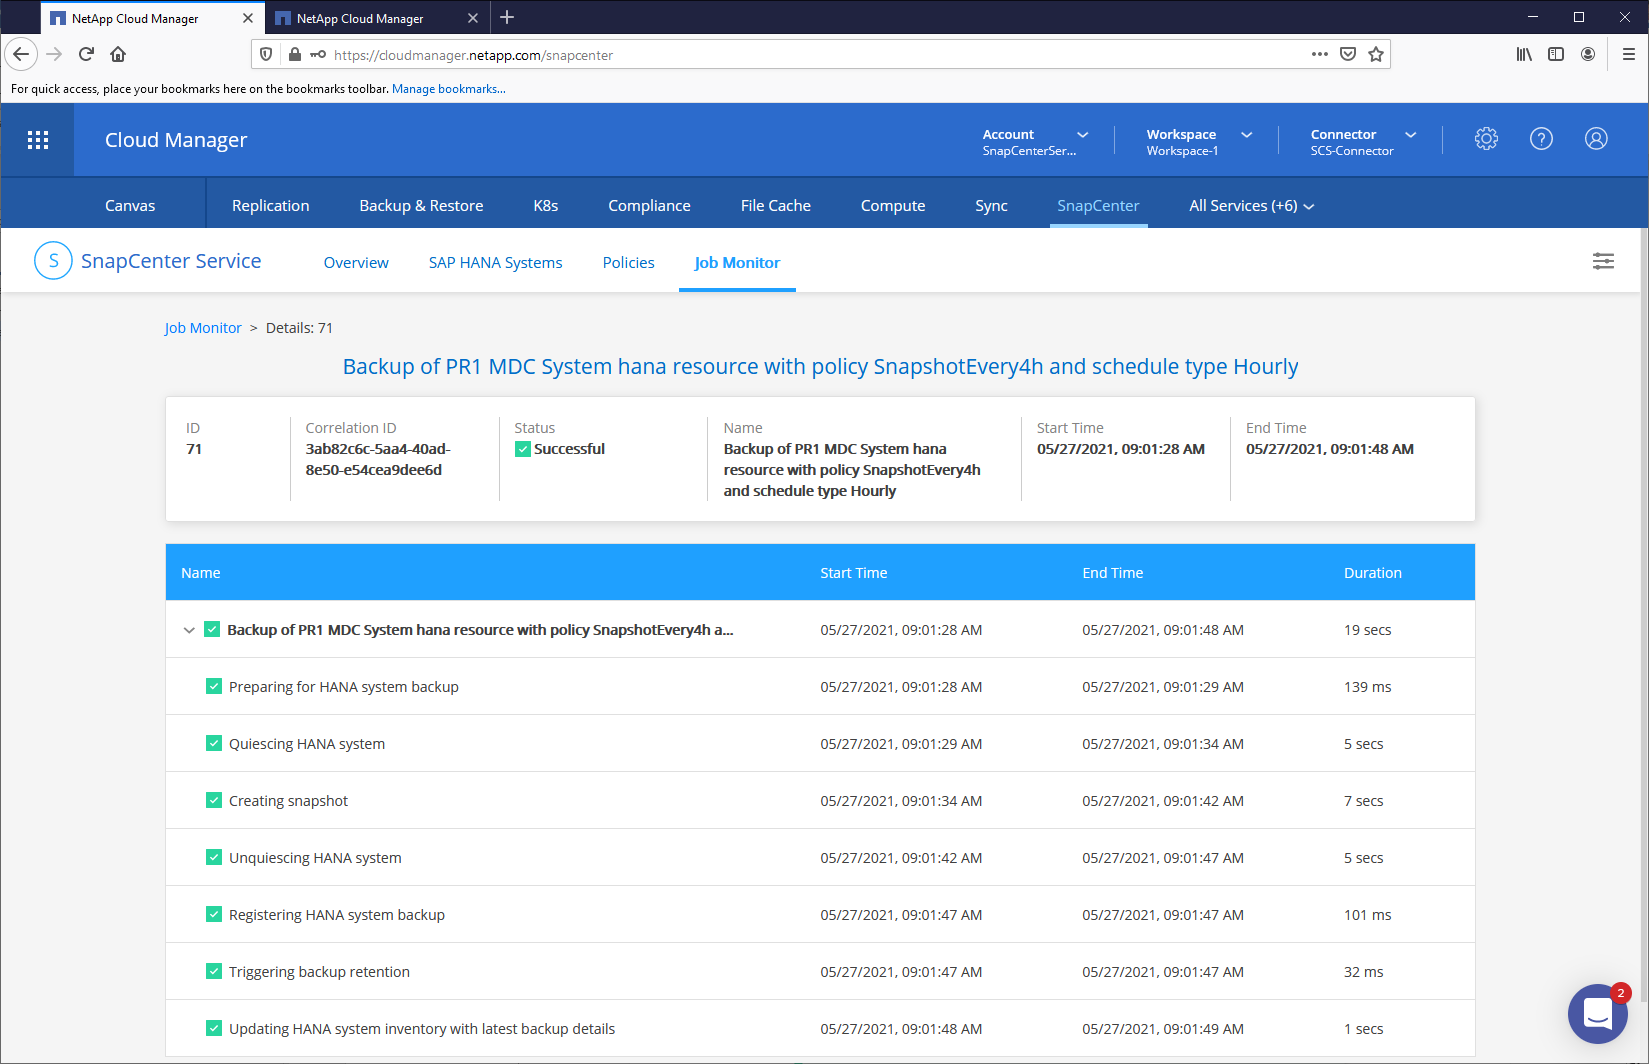 NetApp Cloud Manager
NetApp Cloud Manager
https://cloudmanager.netapp.com/snapcenter
For quick access, place your bookmarks here on the bookmarks toolbar. Manage bookmarks...
Cloud Manager
Account
SnapCenterSer...
Workspace
Workspace-1
Connector
SCS-Connector
Canvas
Replication
Backup & Restore
K8s
Compliance
File Cache
Compute
Sync
SnapCenter
All Services (+6)
S
SnapCenter Service
Overview
SAP HANA Systems
Policies
Job Monitor
Job Monitor > Details: 71
Backup of PR1 MDC System hana resource with policy SnapshotEvery4h and schedule type Hourly
ID
71
Correlation ID
3ab82c6c-5aa4-40ad-
8e50-e54cea9dee6d
Status
Successful
Name
Backup of PR1 MDC System hana
resource with policy SnapshotEvery4h
and schedule type Hourly
Start Time
05/27/2021, 09:01:28 AM
End Time
05/27/2021, 09:01:48 AM
Name Start Time End Time Duration
Backup of PR1 MDC System hana resource with policy SnapshotEvery4h a... 05/27/2021, 09:01:28 AM 05/27/2021, 09:01:48 AM 19 secs
Preparing for HANA system backup 05/27/2021, 09:01:28 AM 05/27/2021, 09:01:29 AM 139 ms
Quiescing HANA system 05/27/2021, 09:01:29 AM 05/27/2021, 09:01:34 AM 5 secs
Creating snapshot 05/27/2021, 09:01:34 AM 05/27/2021, 09:01:42 AM 7 secs
Unquiescing HANA system 05/27/2021, 09:01:42 AM 05/27/2021, 09:01:47 AM 5 secs
Registering HANA system backup 05/27/2021, 09:01:47 AM 05/27/2021, 09:01:47 AM 101 ms
Triggering backup retention 05/27/2021, 09:01:47 AM 05/27/2021, 09:01:47 AM 32 ms
Updating HANA system inventory with latest backup details 05/27/2021, 09:01:48 AM 05/27/2021, 09:01:49 AM 1 secs
2